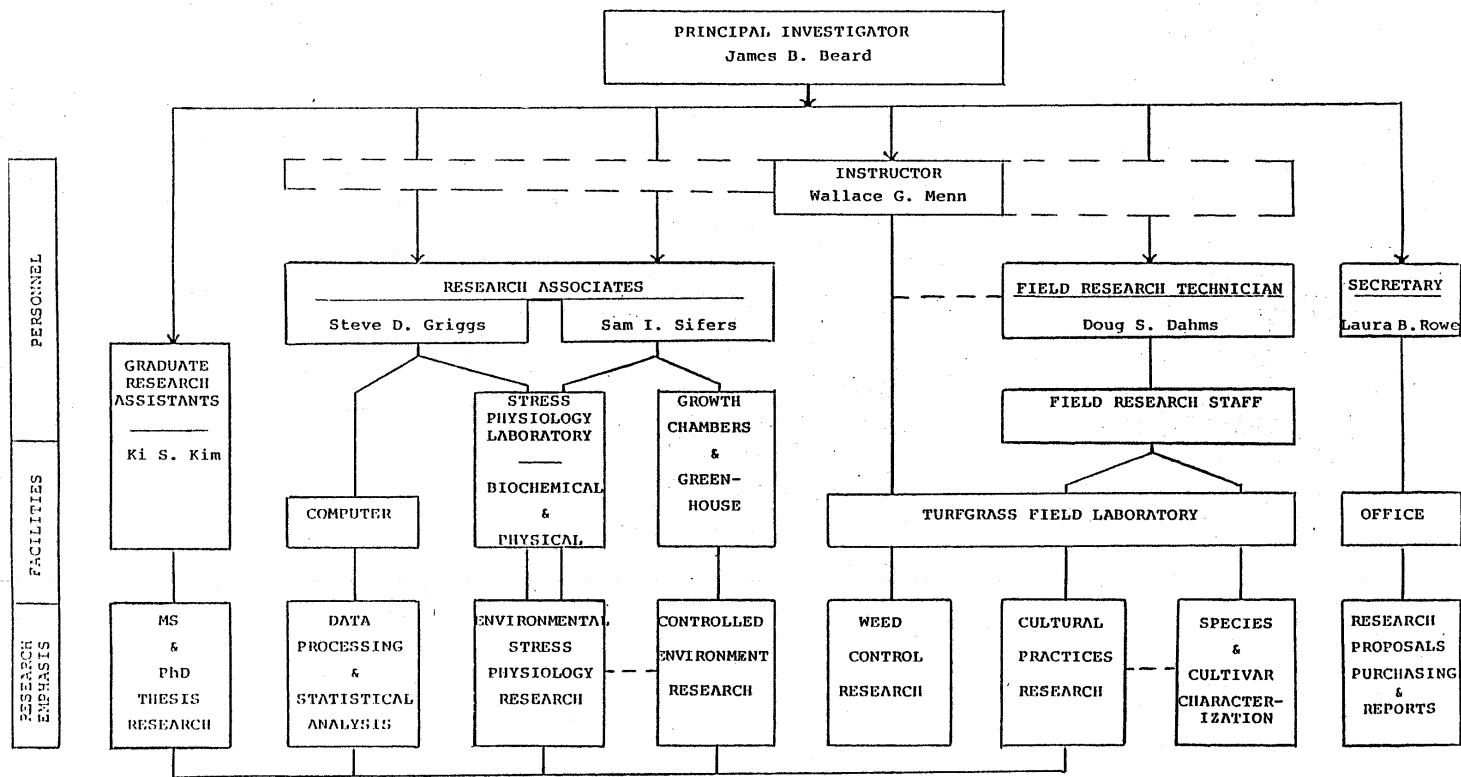 PRINCIPAL INVESTIGATOR
James B. Beard
INSTRUCTOR
Wallace G. Menn
PERSONNEL
RESEARCH ASSOCIATES
Steve D. Griggs
Sam I. Sifers
FIELD RESEARCH TECHNICIAN
Doug S. Dahms
SECRETARY
Laura B. Rowe
GRADUATE
RESEARCH
ASSISTANTS
Ki S. Kim
STRESS
PHYSIOLOGY
LABORATORY
BIOCHEMICAL
&
PHYSICAL
GROWTH
CHAMBERS
&
GREEN-
HOUSE
FIELD RESEARCH STAFF
FACILITIES
COMPUTER
TURFGRASS FIELD LABORATORY
OFFICE
RESEARCH
EMPHASIS
MS
&
PhD
THESIS
RESEARCH
DATA
PROCESSING
&
STATISTICAL
ANALYSIS
ENVIRONMENTAL
STRESS
PHYSIOLOGY
RESEARCH
CONTROLLED
ENVIRONMENT
RESEARCH
WEED
CONTROL
RESEARCH
CULTURAL
PRACTICES
RESEARCH
SPECIES
&
CULTIVAR
CHARACTER-
IZATION
RESEARCH
PROPOSALS
PURCHASING
&
REPORTS